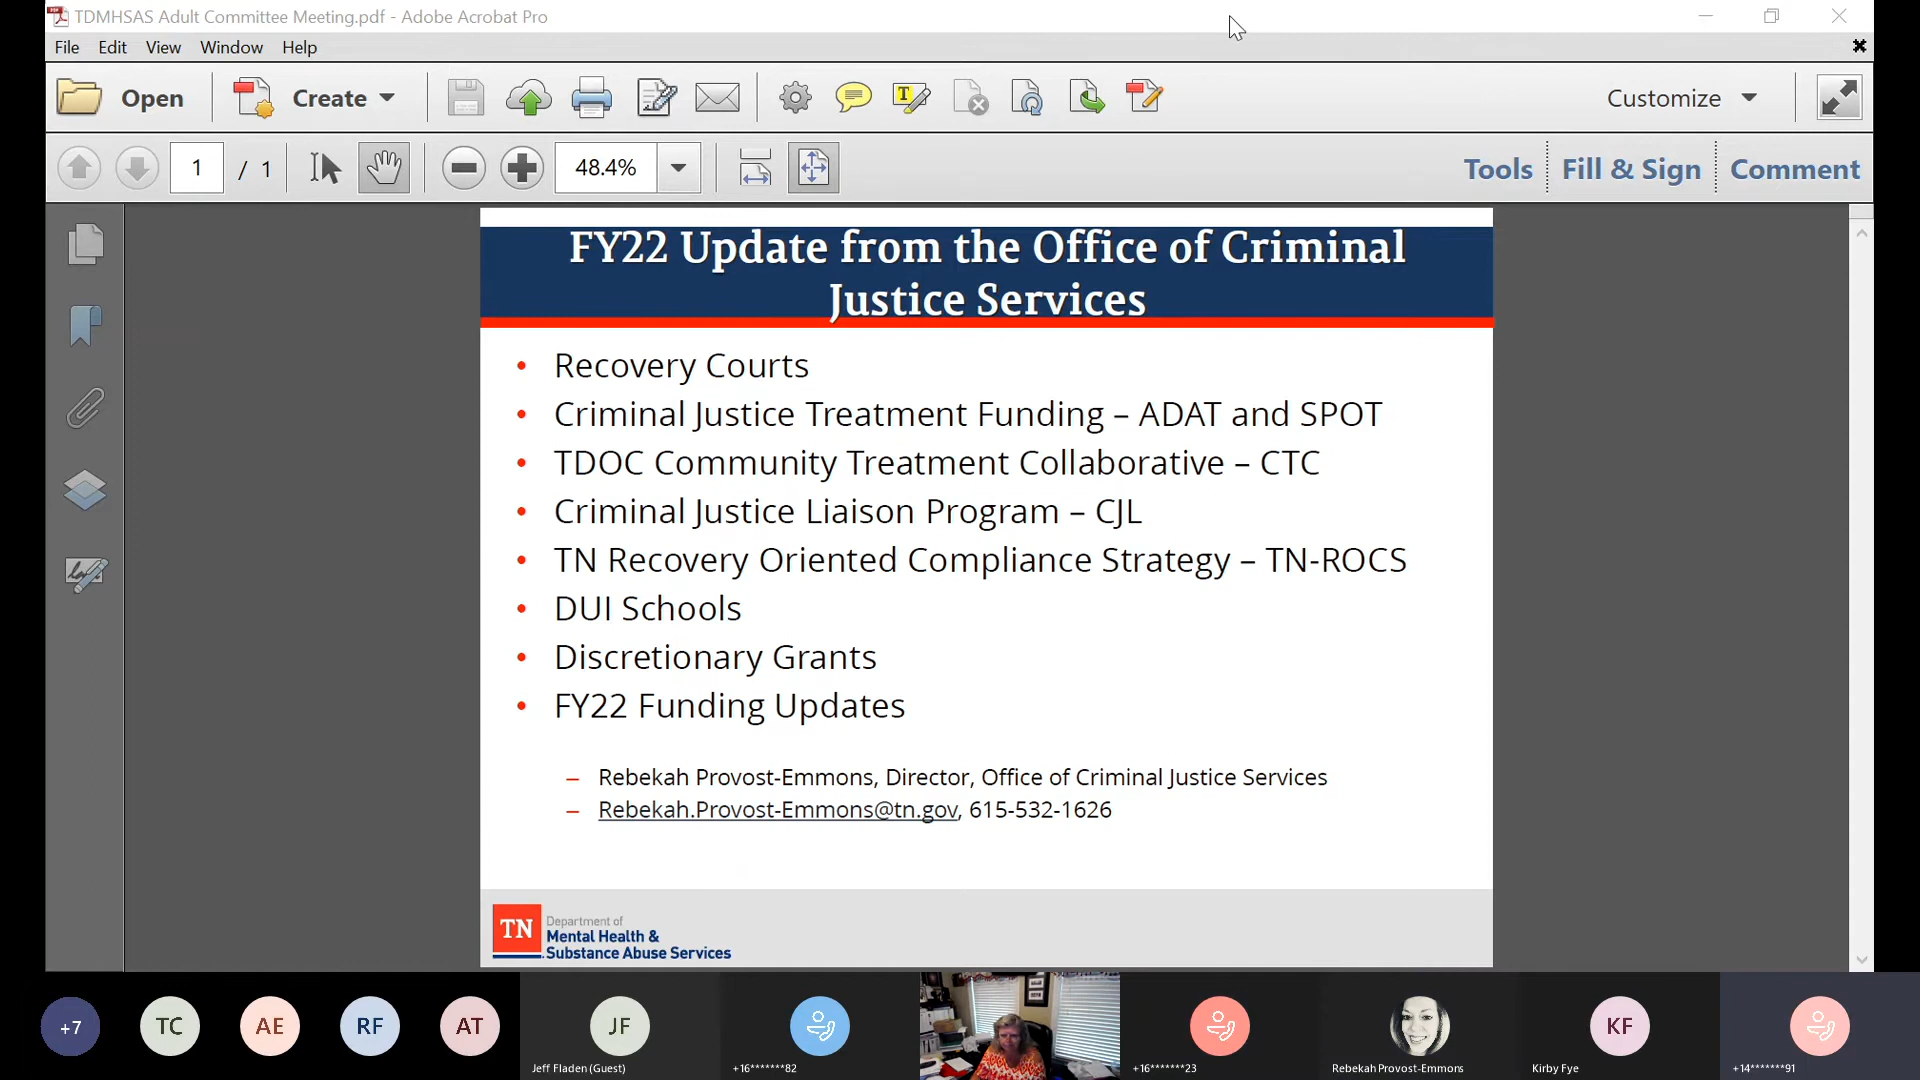 TDMHSAS Adult Committee Meeting.pdf - Adobe Acrobat Pro
File Edit View Window Help
Open Create Customize
1 / 1 48.4% Tools Fill & Sign Comment
FY22 Update from the Office of Criminal
Justice Services
• Recovery Courts
• Criminal Justice Treatment Funding – ADAT and SPOT
• TDOC Community Treatment Collaborative – CTC
• Criminal Justice Liaison Program – CJL
• TN Recovery Oriented Compliance Strategy – TN-ROCS
• DUI Schools
• Discretionary Grants
• FY22 Funding Updates
– Rebekah Provost-Emmons, Director, Office of Criminal Justice Services
– Rebekah.Provost-Emmons@tn.gov, 615-532-1626
TN
Department of
Mental Health &
Substance Abuse Services
+7 TC AE RF AT JF KF
Jeff Fladen (Guest) +16*******82 +16*******23 Rebekah Provost-Emmons Kirby Fye +14*******91